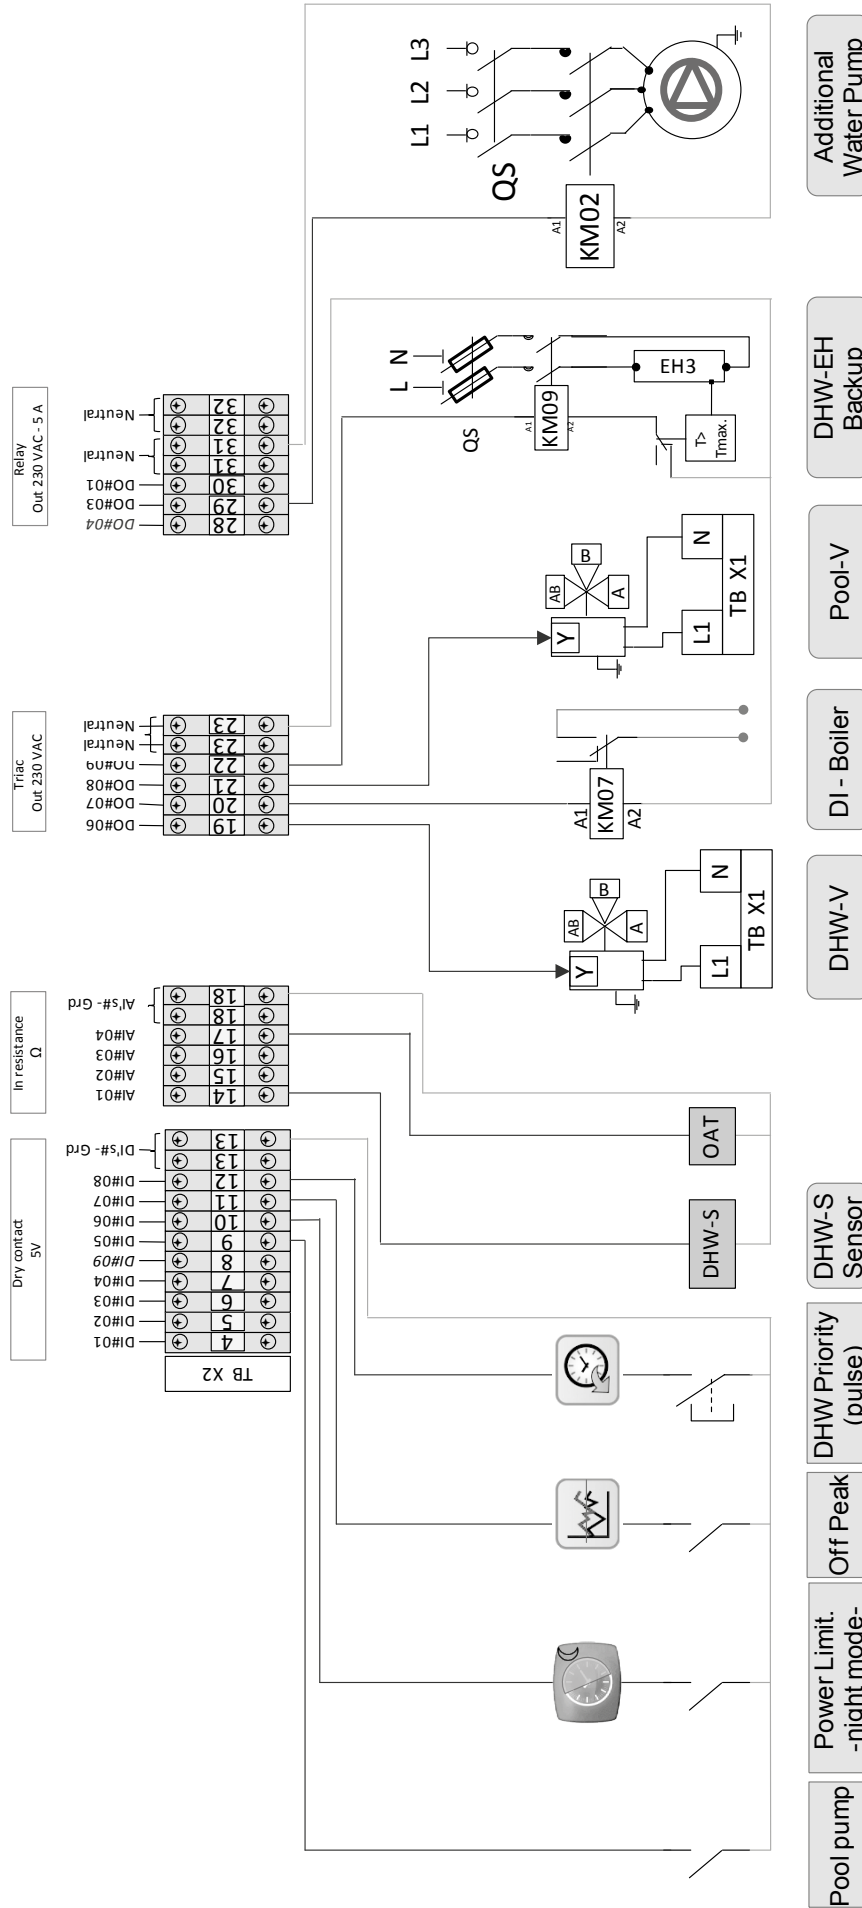 Relay
Out 230 VAC - 5 A
Neutral
Neutral
DO#01
DO#03
DO#04
32
32
31
31
30
29
28
Triac
Out 230 VAC
Neutral
Neutral
DO#09
DO#08
DO#07
DO#06
23
23
22
21
20
19
In resistance
Ω
AI's#- Grd
AI#04
AI#03
AI#02
AI#01
18
18
17
16
15
14
Dry contact
5V
DI's#- Grd
DI#08
DI#07
DI#06
DI#05
DI#09
DI#04
DI#03
DI#02
DI#01
13
13
12
11
10
9
8
7
6
5
4
TB X2
L3
L2
L1
QS
A1
KM02
A2
N
L
QS
A1
KM09
A2
EH3
T>
Tmax.
B
AB
A
Y
N
L1
TB X1
A1
KM07
A2
B
AB
A
Y
N
L1
TB X1
OAT
DHW-S
Additional
Water Pump
DHW-EH
Backup
Pool-V
DI - Boiler
DHW-V
DHW-S
Sensor
DHW Priority
(pulse)
Off Peak
Power Limit.
-night mode-
Pool pump